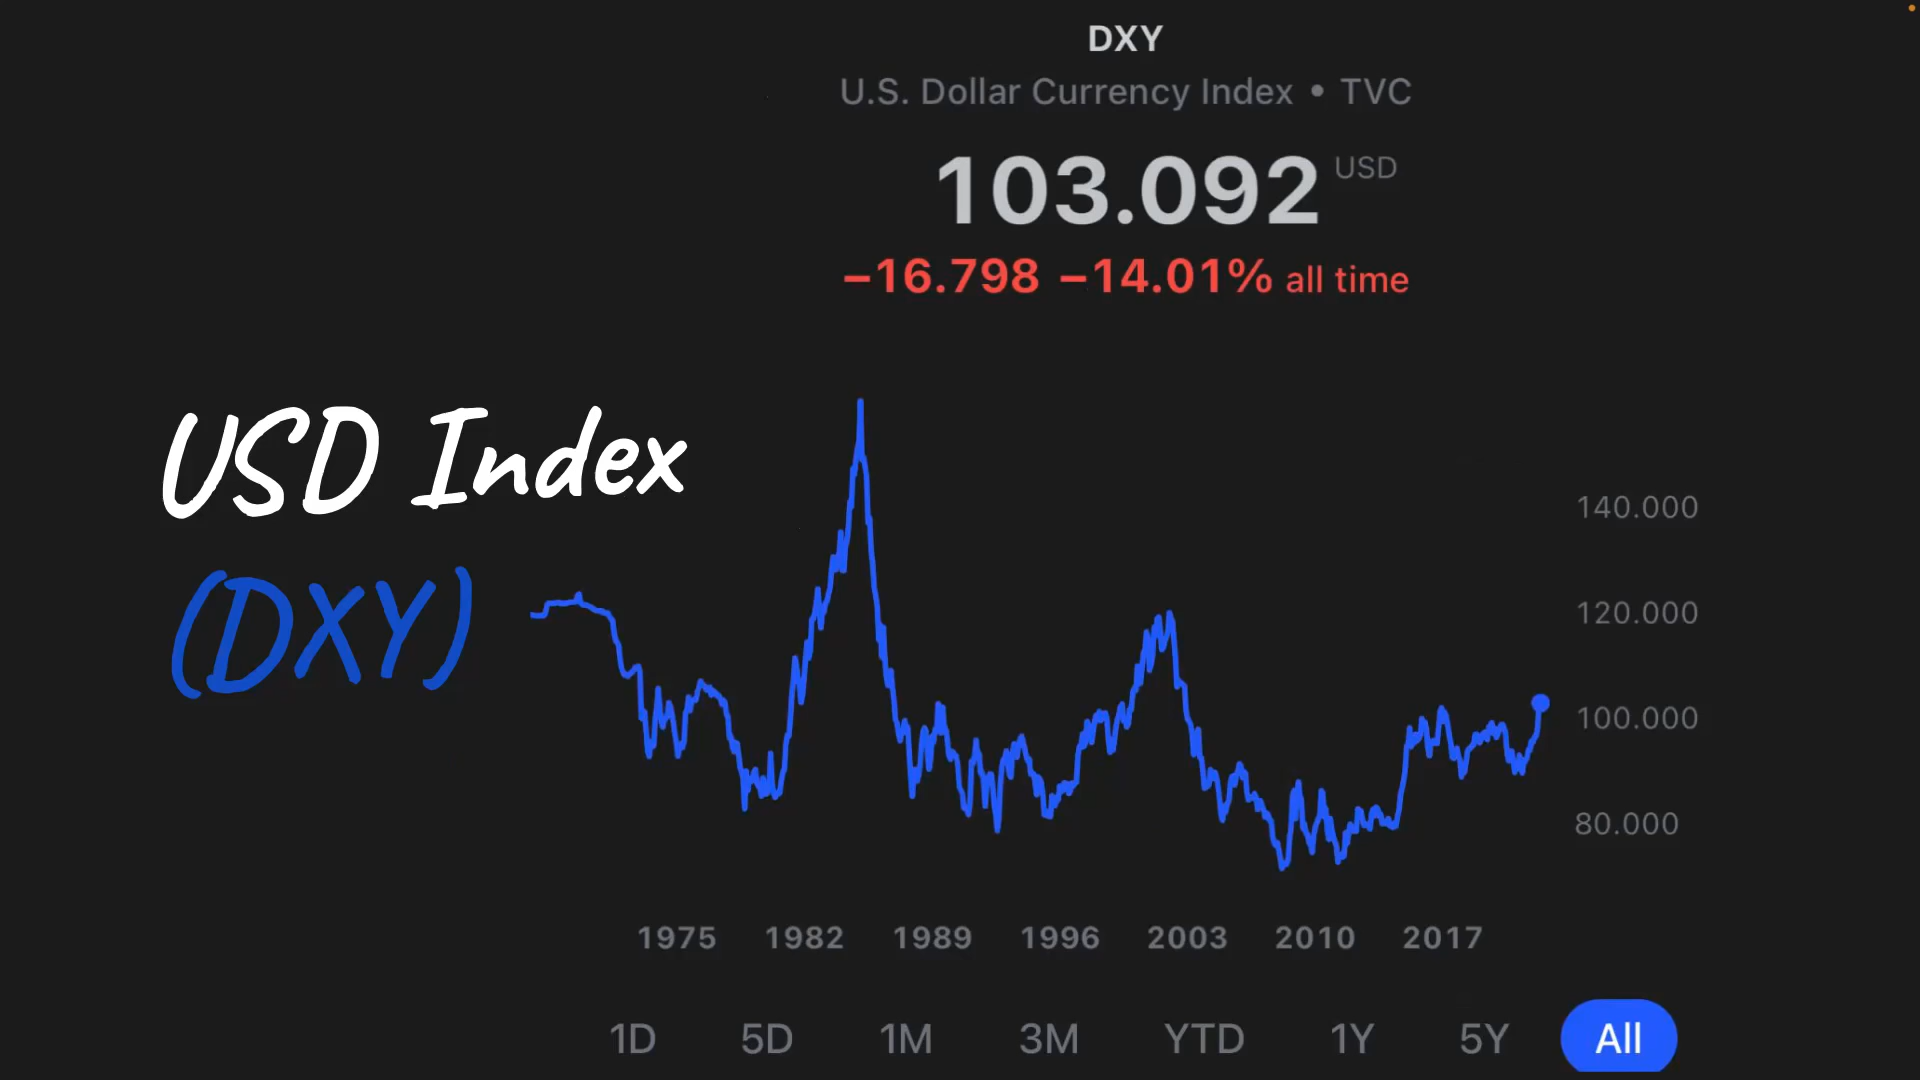 DXY
U.S. Dollar Currency Index • TVC
103.092 USD
−16.798 −14.01% all time
USD Index
(DXY)
140.000
120.000
100.000
80.000
1975 1982 1989 1996 2003 2010 2017
1D 5D 1M 3M YTD 1Y 5Y All